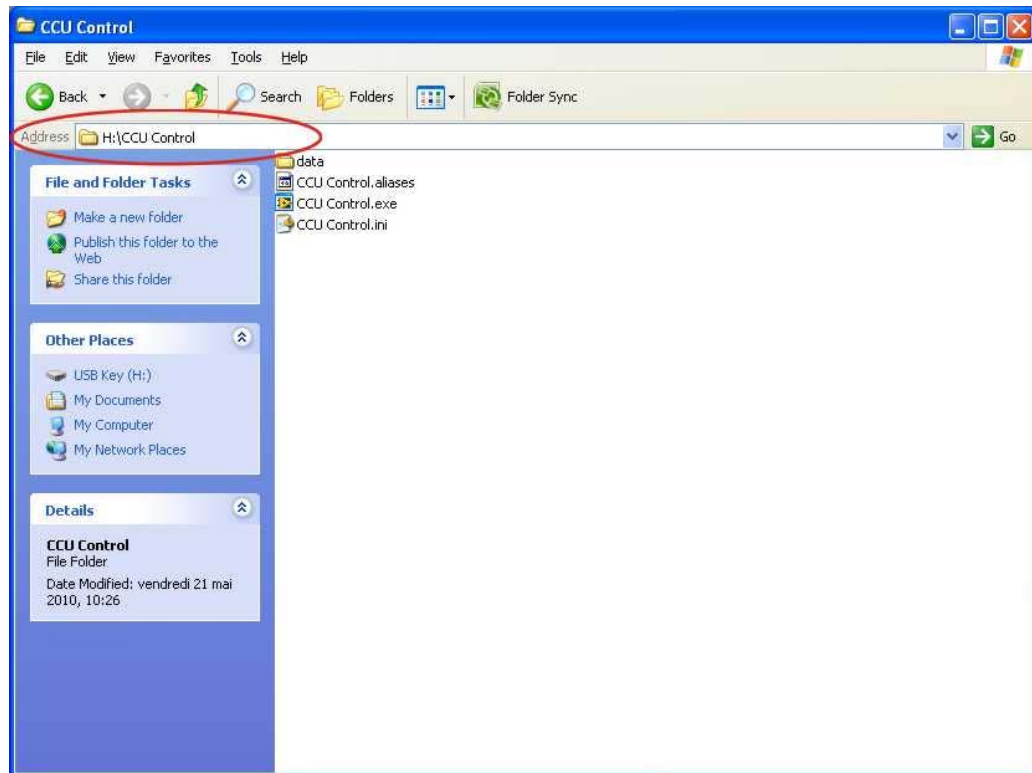 CCU Control
File Edit View Favorites Tools Help
Back Search Folders Folder Sync
Address H:\CCU Control Go
File and Folder Tasks
Make a new folder
Publish this folder to the
Web
Share this folder
Other Places
USB Key (H:)
My Documents
My Computer
My Network Places
Details
CCU Control
File Folder
Date Modified: vendredi 21 mai
2010, 10:26
data
CCU Control.aliases
CCU Control.exe
CCU Control.ini